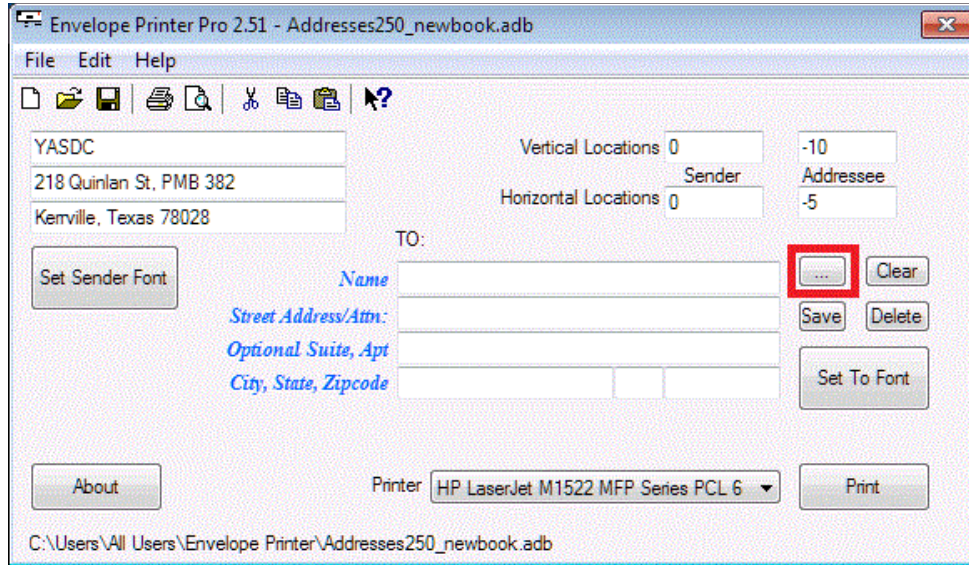 Envelope Printer Pro 2.51 - Addresses250_newbook.adb
File Edit Help
YASDC
218 Quinlan St, PMB 382
Kerrville, Texas 78028
Vertical Locations 0 -10
Sender Addressee
Horizontal Locations 0 -5
TO:
Set Sender Font
Name ... Clear
Street Address/Attn: Save Delete
Optional Suite, Apt
City, State, Zipcode Set To Font
About Printer HP LaserJet M1522 MFP Series PCL 6 Print
C:\Users\All Users\Envelope Printer\Addresses250_newbook.adb